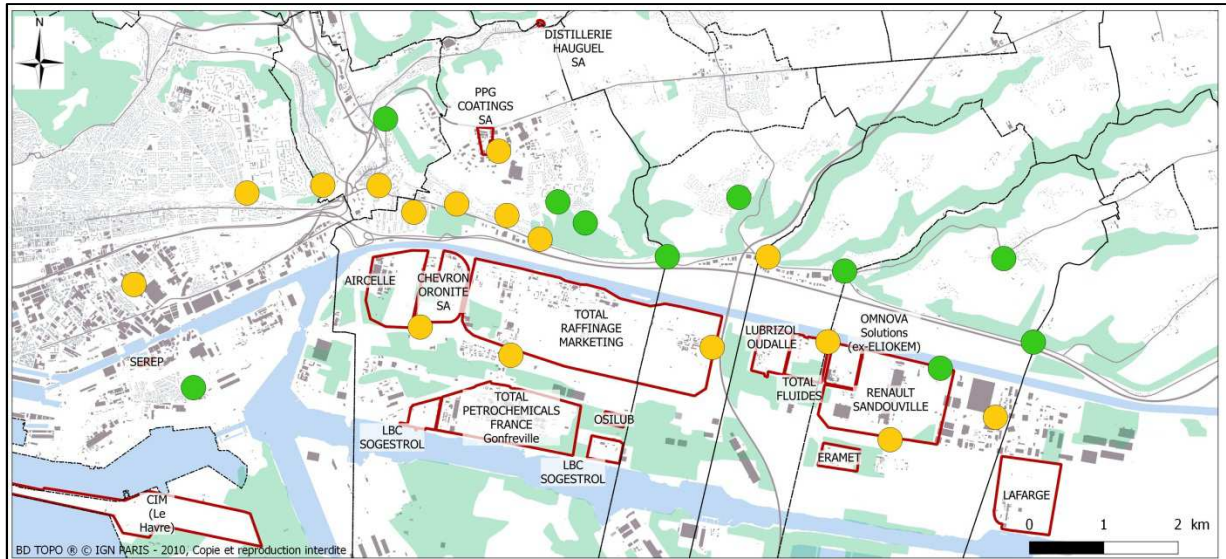 N
DISTILLERIE
HAUGUEL
SA
PPG
COATINGS
SA
AIRCELLE
CHEVRON
ORONITE
SA
TOTAL
RAFFINAGE
MARKETING
LUBRIZOL
OUDALLE
OMNOVA
Solutions
(ex-ELIOKEM)
SEREP
TOTAL
FLUIDES
RENAULT
SANDOUVILLE
TOTAL
PETROCHEMICALS
FRANCE
Gonfreville
OSILUB
LBC
SOGESTROL
LBC
SOGESTROL
ERAMET
LAFARGE
CIM
(Le
Havre)
0 1 2 km
BD TOPO ® © IGN PARIS - 2010, Copie et reproduction interdite